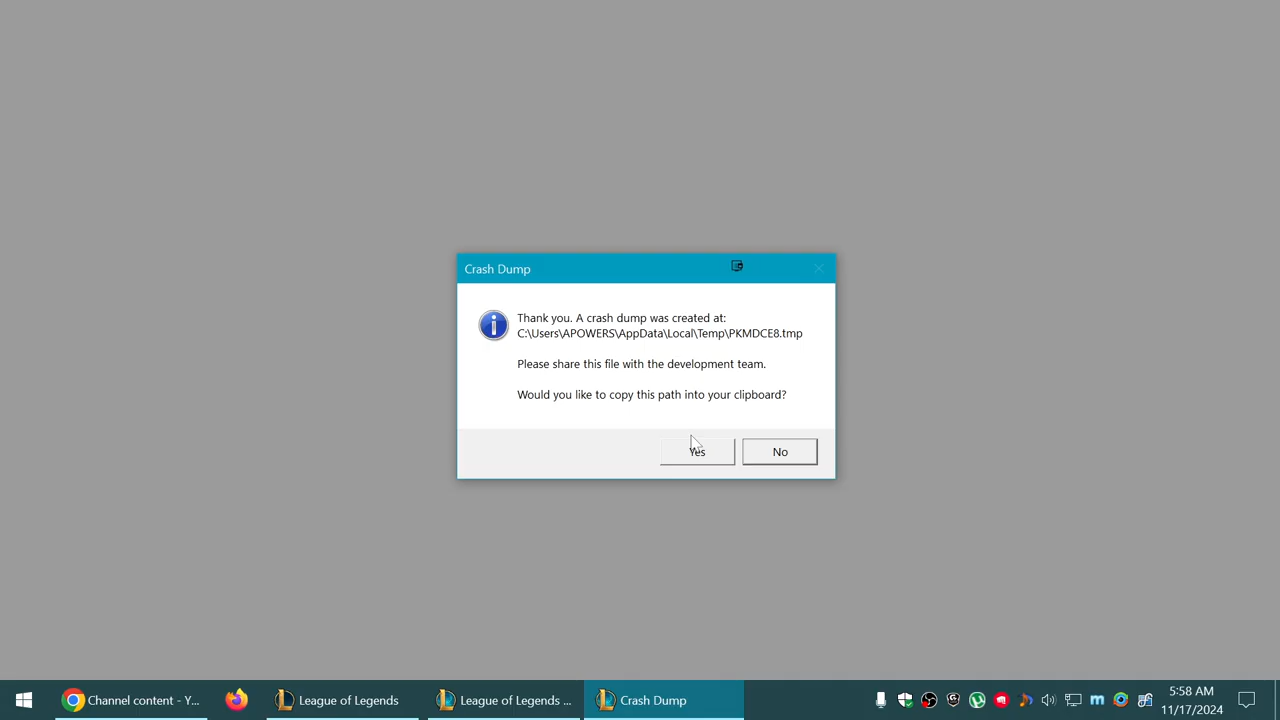 Crash Dump
Thank you. A crash dump was created at:
C:\Users\APOWERS\AppData\Local\Temp\PKMDCE8.tmp
Please share this file with the development team.
Would you like to copy this path into your clipboard?
Yes
No
Channel content - Y...
League of Legends
League of Legends ...
Crash Dump
5:58 AM
11/17/2024